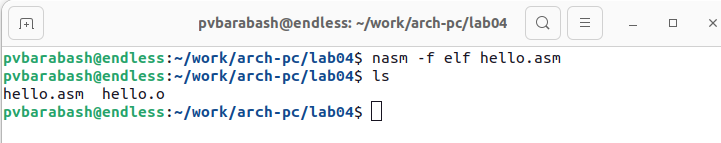 pvbarabash@endless: ~/work/arch-pc/lab04
pvbarabash@endless:~/work/arch-pc/lab04$ nasm -f elf hello.asm
pvbarabash@endless:~/work/arch-pc/lab04$ ls
hello.asm  hello.o
pvbarabash@endless:~/work/arch-pc/lab04$